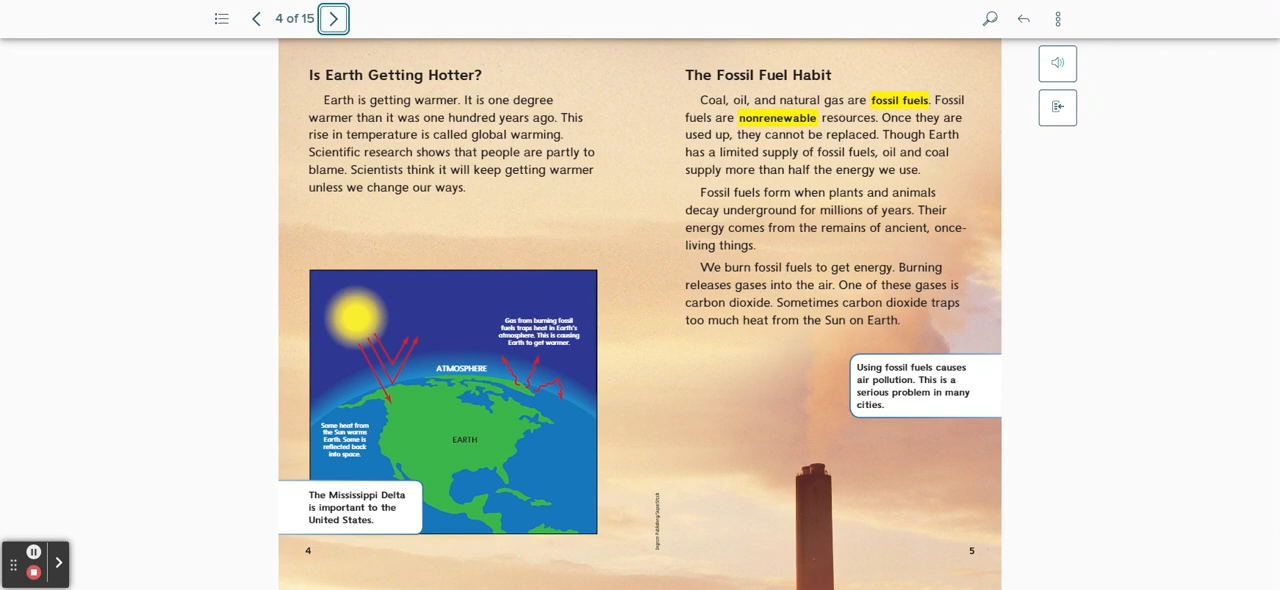 4 of 15
Is Earth Getting Hotter?
Earth is getting warmer. It is one degree
warmer than it was one hundred years ago. This
rise in temperature is called global warming.
Scientific research shows that people are partly to
blame. Scientists think it will keep getting warmer
unless we change our ways.
Gas from burning fossil
fuels traps heat in Earth's
atmosphere. This is causing
Earth to get warmer.
ATMOSPHERE
Some heat from
the Sun warms
Earth. Some is
reflected back
into space.
EARTH
The Mississippi Delta
is important to the
United States.
4
The Fossil Fuel Habit
Coal, oil, and natural gas are fossil fuels. Fossil
fuels are nonrenewable resources. Once they are
used up, they cannot be replaced. Though Earth
has a limited supply of fossil fuels, oil and coal
supply more than half the energy we use.
Fossil fuels form when plants and animals
decay underground for millions of years. Their
energy comes from the remains of ancient, once-
living things.
We burn fossil fuels to get energy. Burning
releases gases into the air. One of these gases is
carbon dioxide. Sometimes carbon dioxide traps
too much heat from the Sun on Earth.
Using fossil fuels causes
air pollution. This is a
serious problem in many
cities.
Ingram Publishing/SuperStock
5